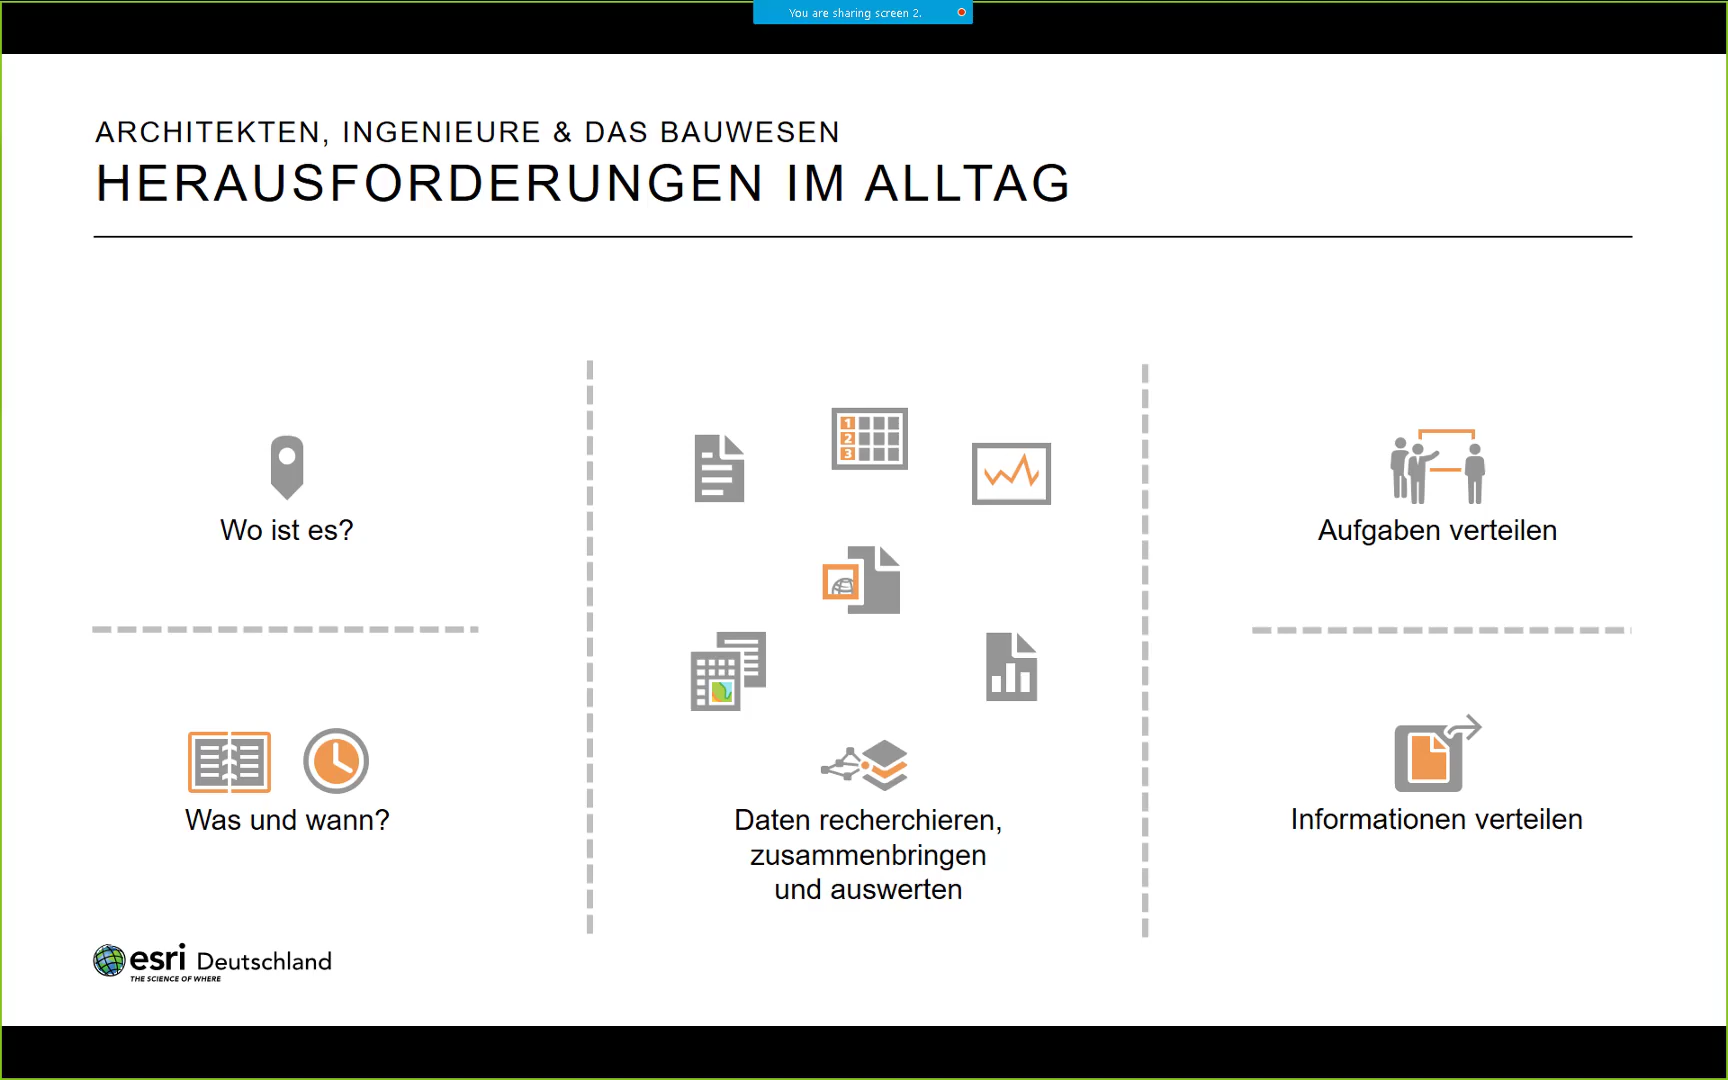 You are sharing screen 2.
ARCHITEKTEN, INGENIEURE & DAS BAUWESEN
HERAUSFORDERUNGEN IM ALLTAG
Wo ist es?
Was und wann?
1
2
3
Daten recherchieren,
zusammenbringen
und auswerten
Aufgaben verteilen
Informationen verteilen
esri Deutschland
THE SCIENCE OF WHERE